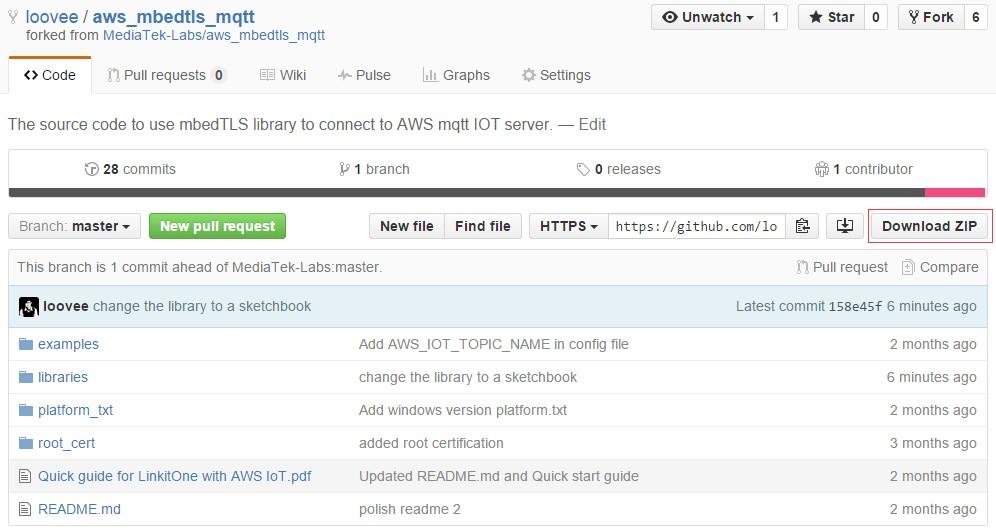 loovee / aws_mbedtls_mqtt Unwatch 1 Star 0 Fork 6
forked from MediaTek-Labs/aws_mbedtls_mqtt
Code Pull requests 0 Wiki Pulse Graphs Settings
The source code to use mbedTLS library to connect to AWS mqtt IOT server. — Edit
28 commits 1 branch 0 releases 1 contributor
Branch: master New pull request New file Find file HTTPS https://github.com/lo Download ZIP
This branch is 1 commit ahead of MediaTek-Labs:master. Pull request Compare
loovee change the library to a sketchbook Latest commit 158e45f 6 minutes ago
examples Add AWS_IOT_TOPIC_NAME in config file 2 months ago
libraries change the library to a sketchbook 6 minutes ago
platform_txt Add windows version platform.txt 2 months ago
root_cert added root certification 3 months ago
Quick guide for LinkitOne with AWS IoT.pdf Updated README.md and Quick start guide 2 months ago
README.md polish readme 2 2 months ago